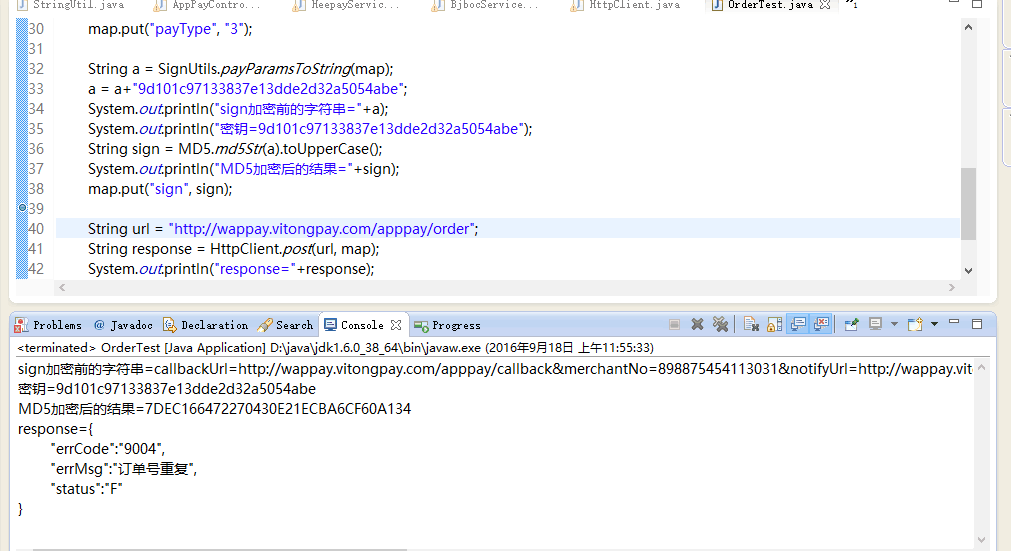 StringUtil.java AppPayContro... HeepayServic... BjbocService... HttpClient.java OrderTest.java 1
30 map.put("payType", "3");
31
32 String a = SignUtils.payParamsToString(map);
33 a = a+"9d101c97133837e13dde2d32a5054abe";
34 System.out.println("sign加密前的字符串="+a);
35 System.out.println("密钥=9d101c97133837e13dde2d32a5054abe");
36 String sign = MD5.md5Str(a).toUpperCase();
37 System.out.println("MD5加密后的结果="+sign);
38 map.put("sign", sign);
39
40 String url = "http://wappay.vitongpay.com/apppay/order";
41 String response = HttpClient.post(url, map);
42 System.out.println("response="+response);
Problems @ Javadoc Declaration Search Console Progress
<terminated> OrderTest [Java Application] D:\java\jdk1.6.0_38_64\bin\javaw.exe (2016年9月18日 上午11:55:33)
sign加密前的字符串=callbackUrl=http://wappay.vitongpay.com/apppay/callback&merchantNo=898875454113031&notifyUrl=http://wappay.vito
密钥=9d101c97133837e13dde2d32a5054abe
MD5加密后的结果=7DEC166472270430E21ECBA6CF60A134
response={
"errCode":"9004",
"errMsg":"订单号重复",
"status":"F"
}